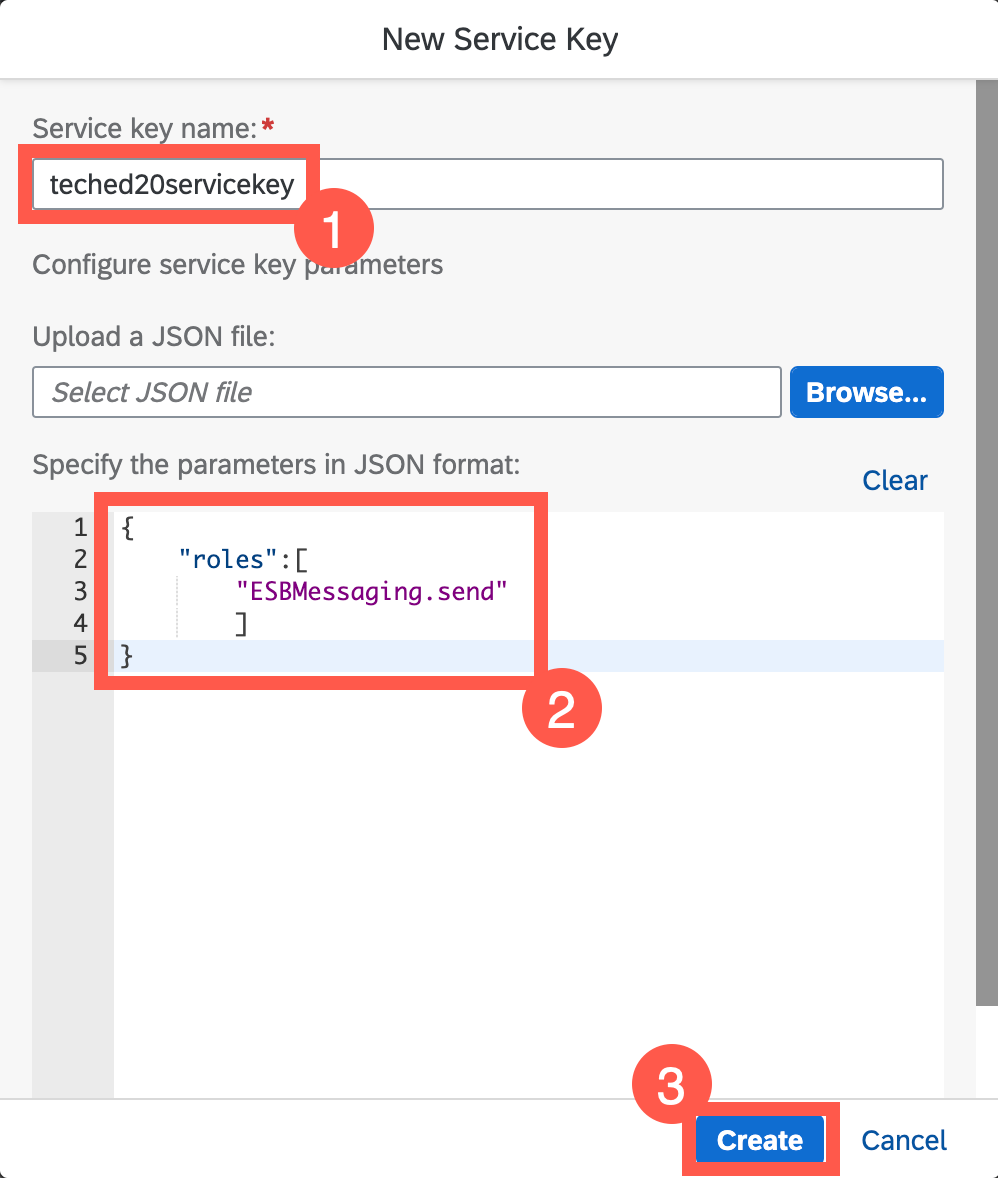 New Service Key
Service key name:*
teched20servicekey
1
Configure service key parameters
Upload a JSON file:
Select JSON file
Browse...
Specify the parameters in JSON format:
Clear
1 {
2 "roles":[
3 "ESBMessaging.send"
4 ]
5 }
2
3
Create
Cancel